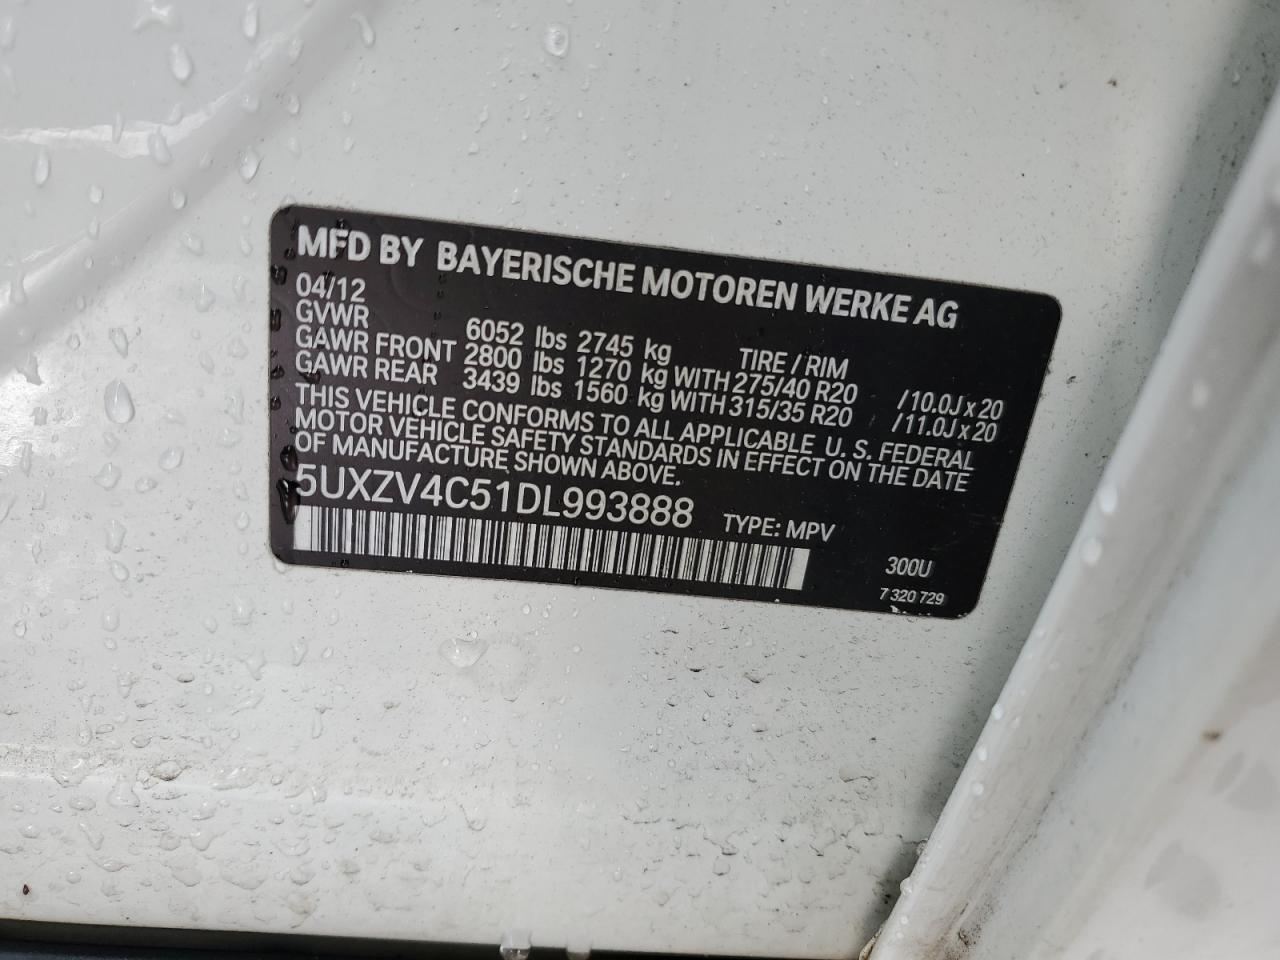 MFD BY BAYERISCHE MOTOREN WERKE AG
04/12
GVWR 6052 lbs 2745 kg TIRE / RIM
GAWR FRONT 2800 lbs 1270 kg WITH 275/40 R20 /10.0J x 20
GAWR REAR 3439 lbs 1560 kg WITH 315/35 R20 /11.0J x 20
THIS VEHICLE CONFORMS TO ALL APPLICABLE U. S. FEDERAL
MOTOR VEHICLE SAFETY STANDARDS IN EFFECT ON THE DATE
OF MANUFACTURE SHOWN ABOVE.
5UXZV4C51DL993888 TYPE: MPV
300U
7 320 729